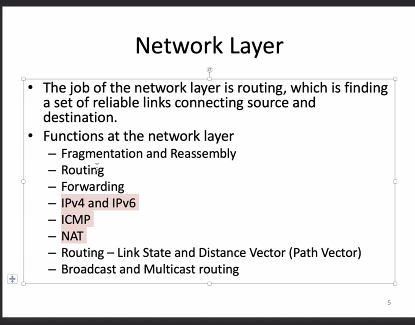 Network Layer
• The job of the network layer is routing, which is finding
a set of reliable links connecting source and
destination.
• Functions at the network layer
– Fragmentation and Reassembly
– Routing
– Forwarding
– IPv4 and IPv6
– ICMP
– NAT
– Routing – Link State and Distance Vector (Path Vector)
– Broadcast and Multicast routing
5